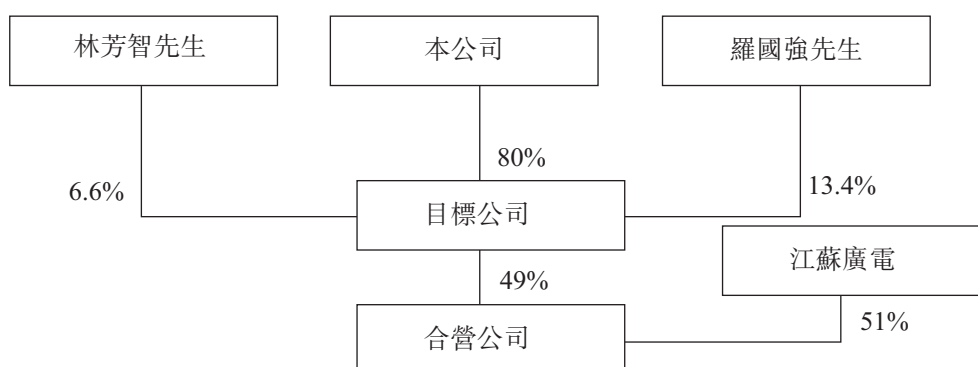 林芳智先生
本公司
羅國強先生
80%
6.6%
13.4%
目標公司
江蘇廣電
49%
51%
合營公司